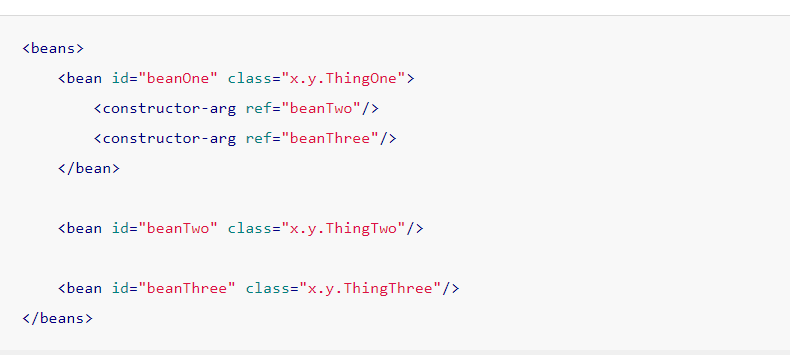 <beans>
    <bean id="beanOne" class="x.y.ThingOne">
        <constructor-arg ref="beanTwo"/>
        <constructor-arg ref="beanThree"/>
    </bean>

    <bean id="beanTwo" class="x.y.ThingTwo"/>

    <bean id="beanThree" class="x.y.ThingThree"/>
</beans>